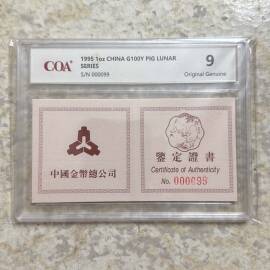 COA
1995 1oz CHINA G100Y PIG LUNAR
SERIES
S/N 000099
9
Original Genuine
中國金幣總公司
鑒定證書
Certificate of Authenticity
No. 000099